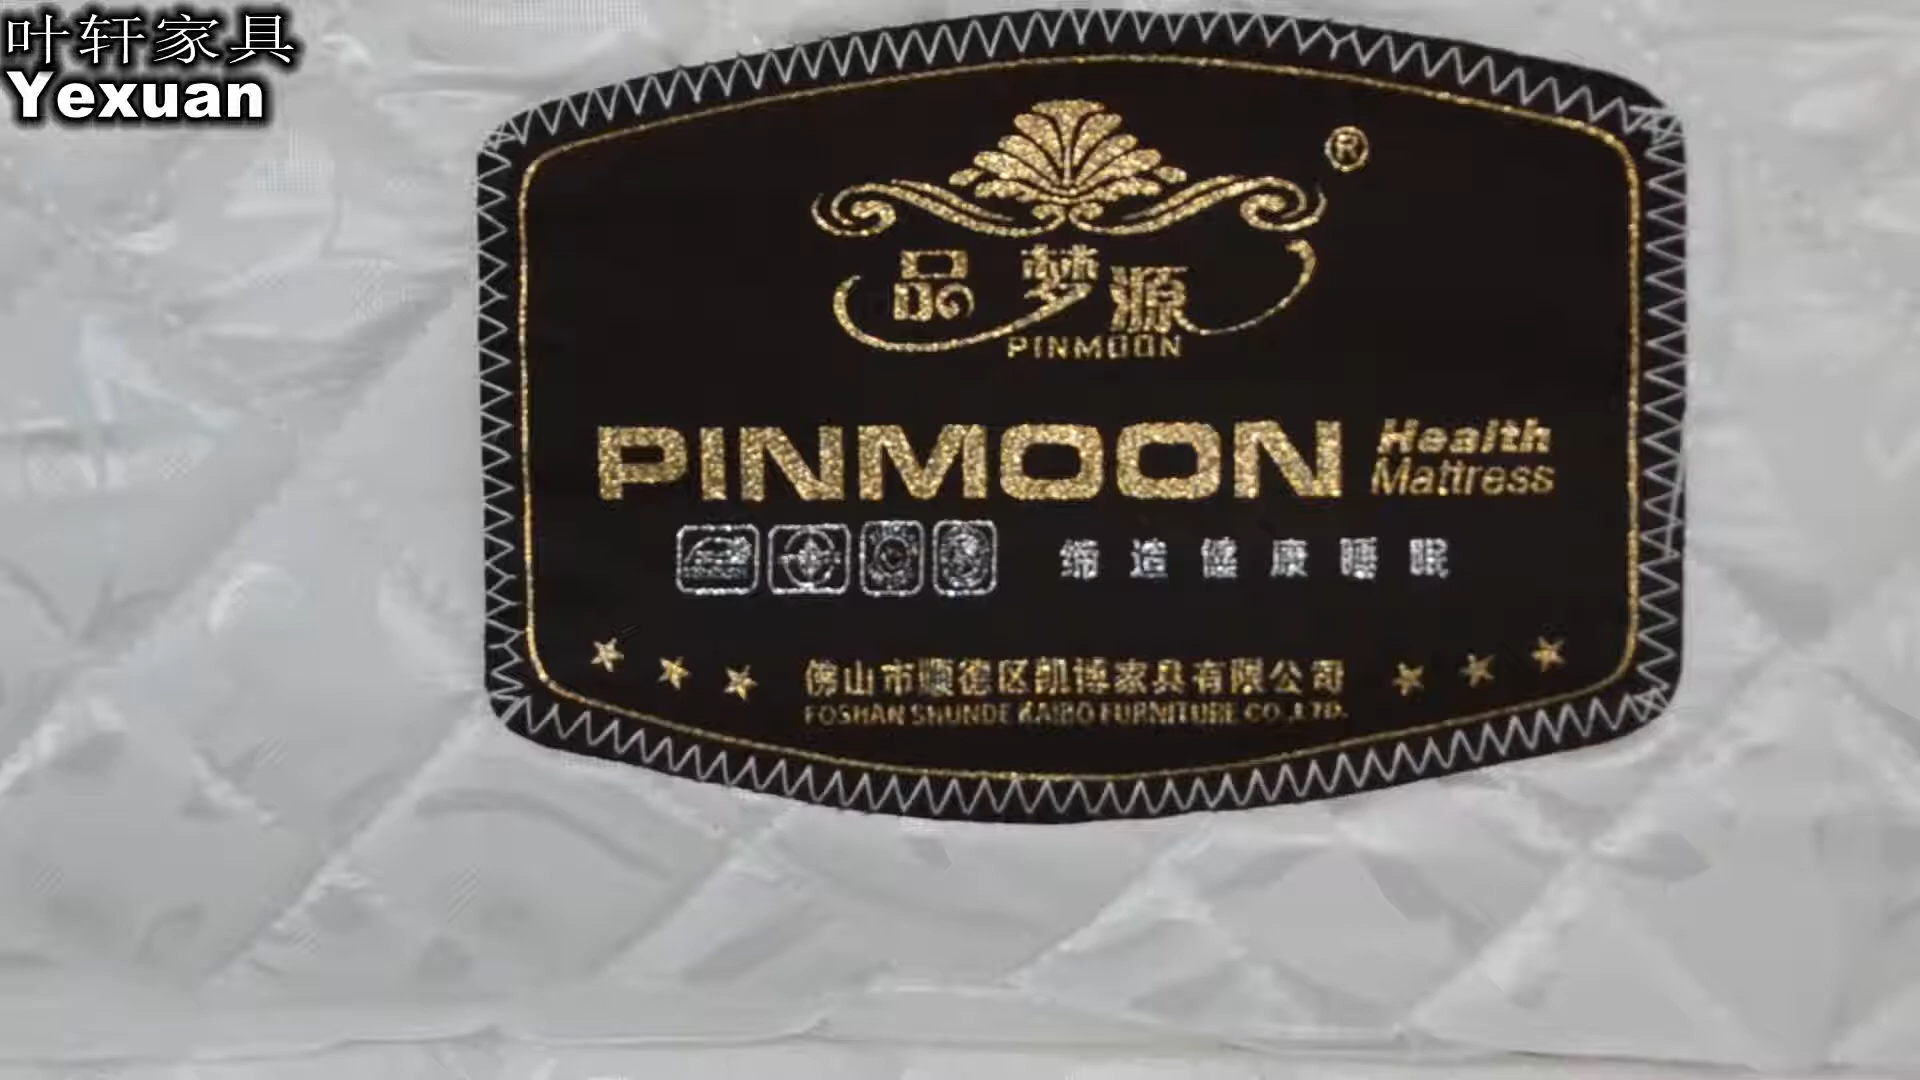 叶轩家具
Yexuan
®
品梦源
PINMOON
PINMOON Health Mattress
缔造健康睡眠
佛山市顺德区凯博家具有限公司
FOSHAN SHUNDE KAIBO FURNITURE CO.,LTD.